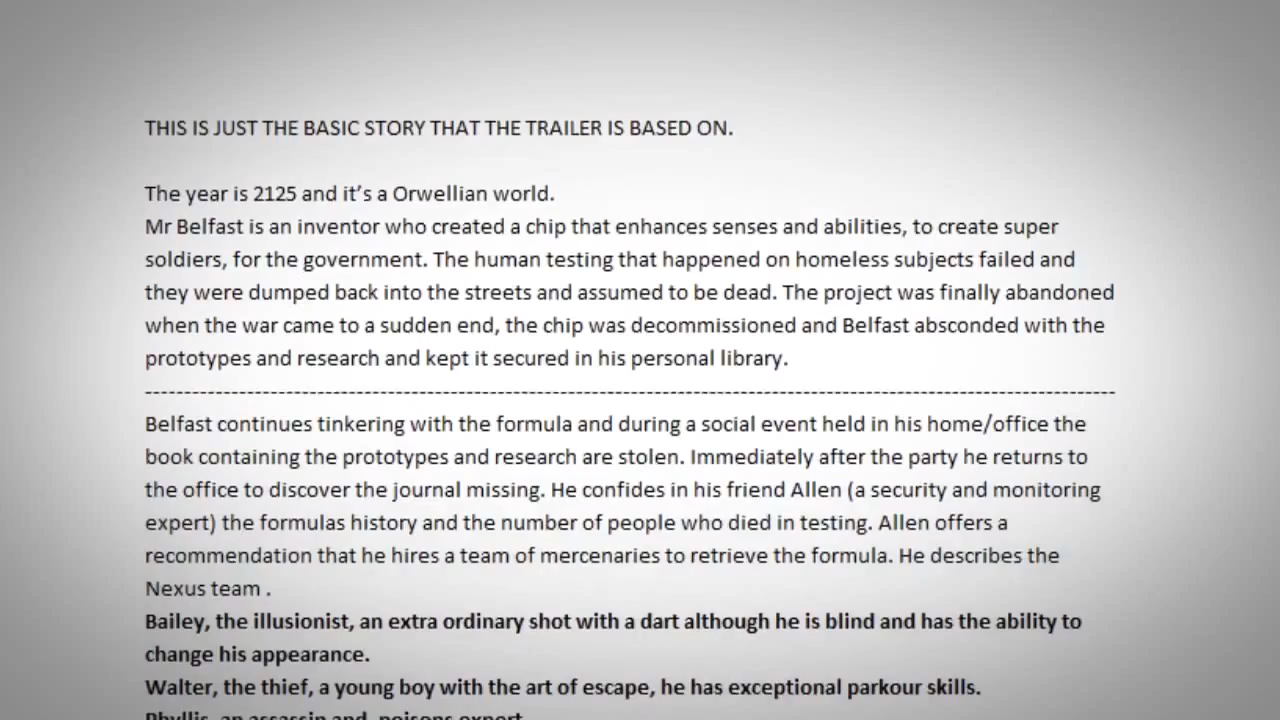 THIS IS JUST THE BASIC STORY THAT THE TRAILER IS BASED ON.
The year is 2125 and it’s a Orwellian world.
Mr Belfast is an inventor who created a chip that enhances senses and abilities, to create super
soldiers, for the government. The human testing that happened on homeless subjects failed and
they were dumped back into the streets and assumed to be dead. The project was finally abandoned
when the war came to a sudden end, the chip was decommissioned and Belfast absconded with the
prototypes and research and kept it secured in his personal library.
Belfast continues tinkering with the formula and during a social event held in his home/office the
book containing the prototypes and research are stolen. Immediately after the party he returns to
the office to discover the journal missing. He confides in his friend Allen (a security and monitoring
expert) the formulas history and the number of people who died in testing. Allen offers a
recommendation that he hires a team of mercenaries to retrieve the formula. He describes the
Nexus team .
Bailey, the illusionist, an extra ordinary shot with a dart although he is blind and has the ability to
change his appearance.
Walter, the thief, a young boy with the art of escape, he has exceptional parkour skills.
Phyllis, an assassin and poisons expert